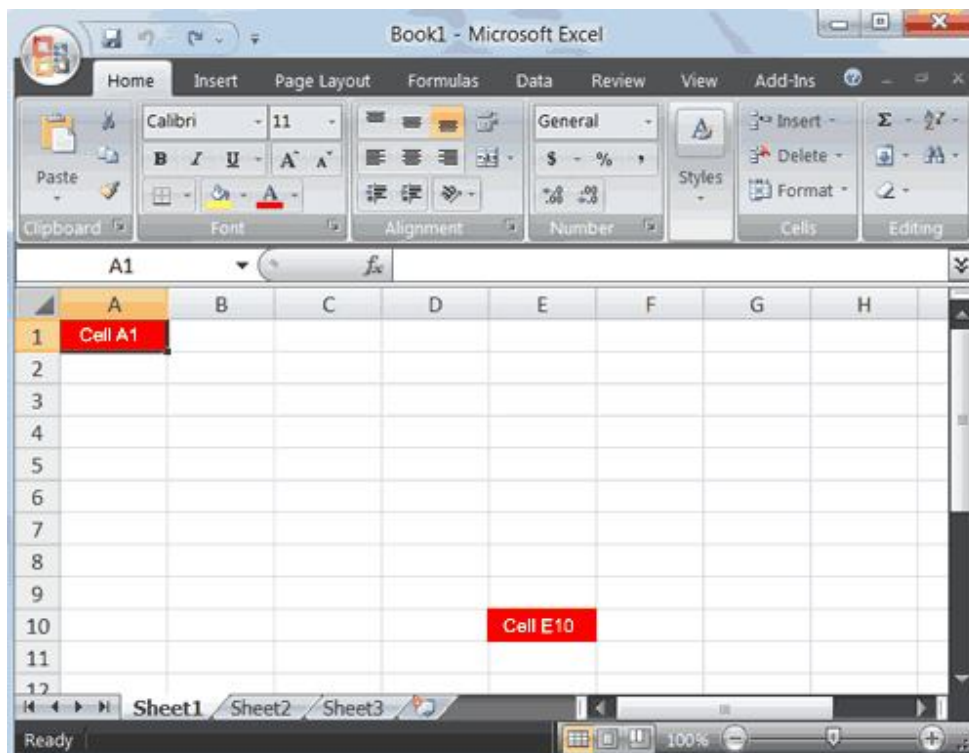 Book1 - Microsoft Excel
Home Insert Page Layout Formulas Data Review View Add-Ins
Calibri 11 General Insert
B I U A A $ % , Delete
Paste A Styles Format
Clipboard Font Alignment Number Cells Editing
A1 fx
A B C D E F G H
1 Cell A1
2
3
4
5
6
7
8
9
10 Cell E10
11
12
Sheet1 Sheet2 Sheet3
Ready 100%